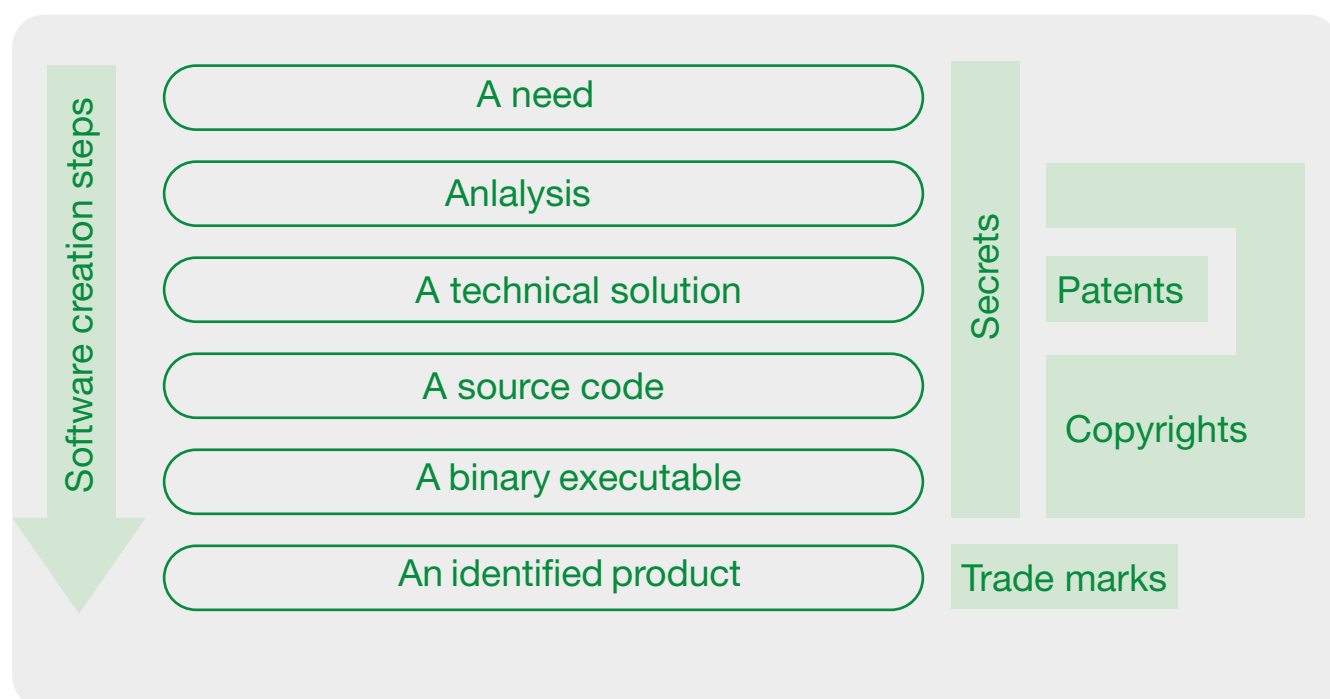 Software creation steps
A need
Anlalysis
A technical solution
A source code
A binary executable
An identified product
Secrets
Patents
Copyrights
Trade marks